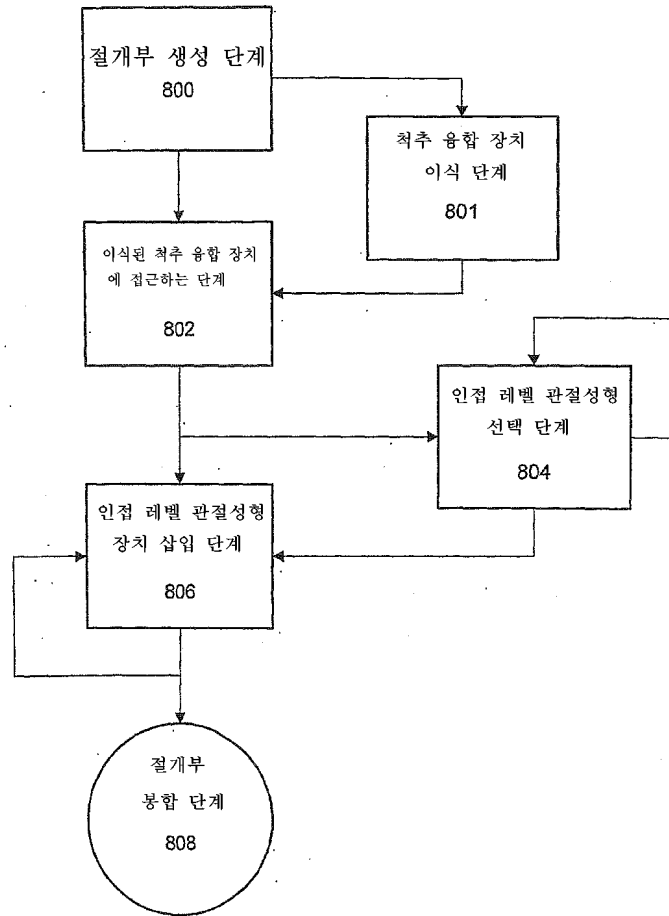 절개부 생성 단계
800
척추 융합 장치
이식 단계
801
이식된 척추 융합 장치
에 접근하는 단계
802
인접 레벨 관절성형
선택 단계
804
인접 레벨 관절성형
장치 삽입 단계
806
절개부
봉합 단계
808